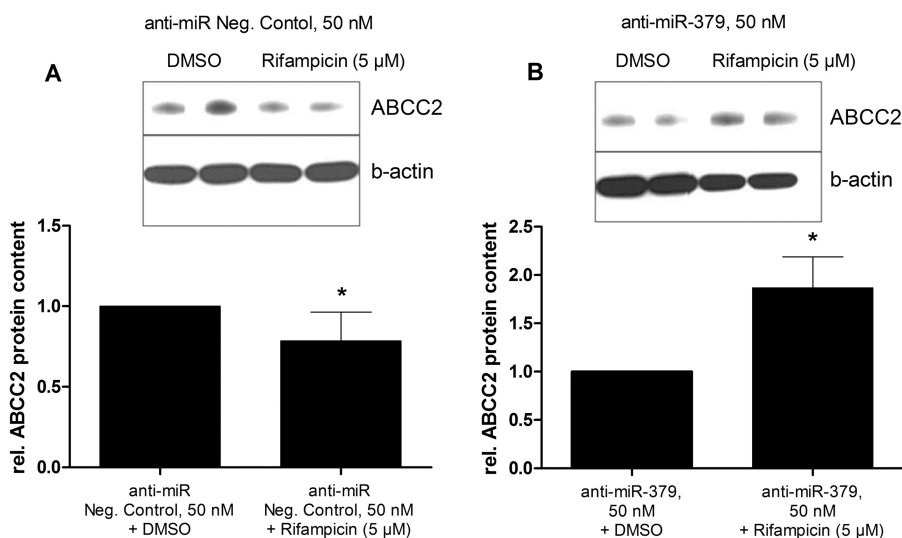 anti-miR Neg. Contol, 50 nM
A
DMSO Rifampicin (5 µM)
ABCC2
b-actin
rel. ABCC2 protein content
1.5
1.0
0.5
0.0
*
anti-miR
Neg. Control, 50 nM
+ DMSO
anti-miR
Neg. Control, 50 nM
+ Rifampicin (5 µM)
anti-miR-379, 50 nM
B
DMSO Rifampicin (5 µM)
ABCC2
b-actin
rel. ABCC2 protein content
2.5
2.0
1.5
1.0
0.5
0.0
*
anti-miR-379,
50 nM
+ DMSO
anti-miR-379,
50 nM
+ Rifampicin (5 µM)